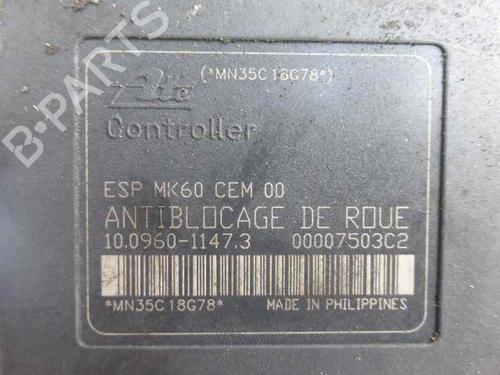 (*MN35C18G78*)
Ate
Controller
ESP MK60 CEM 00
ANTIBLOCAGE DE ROUE
10.0960-1147.3 00007503C2
*MN35C18G78* MADE IN PHILIPPINES
B-PARTS